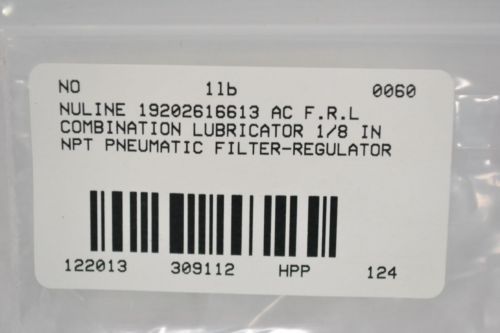 NO 1lb 0060
NULINE 19202616613 AC F.R.L
COMBINATION LUBRICATOR 1/8 IN
NPT PNEUMATIC FILTER-REGULATOR
122013 309112 HPP 124